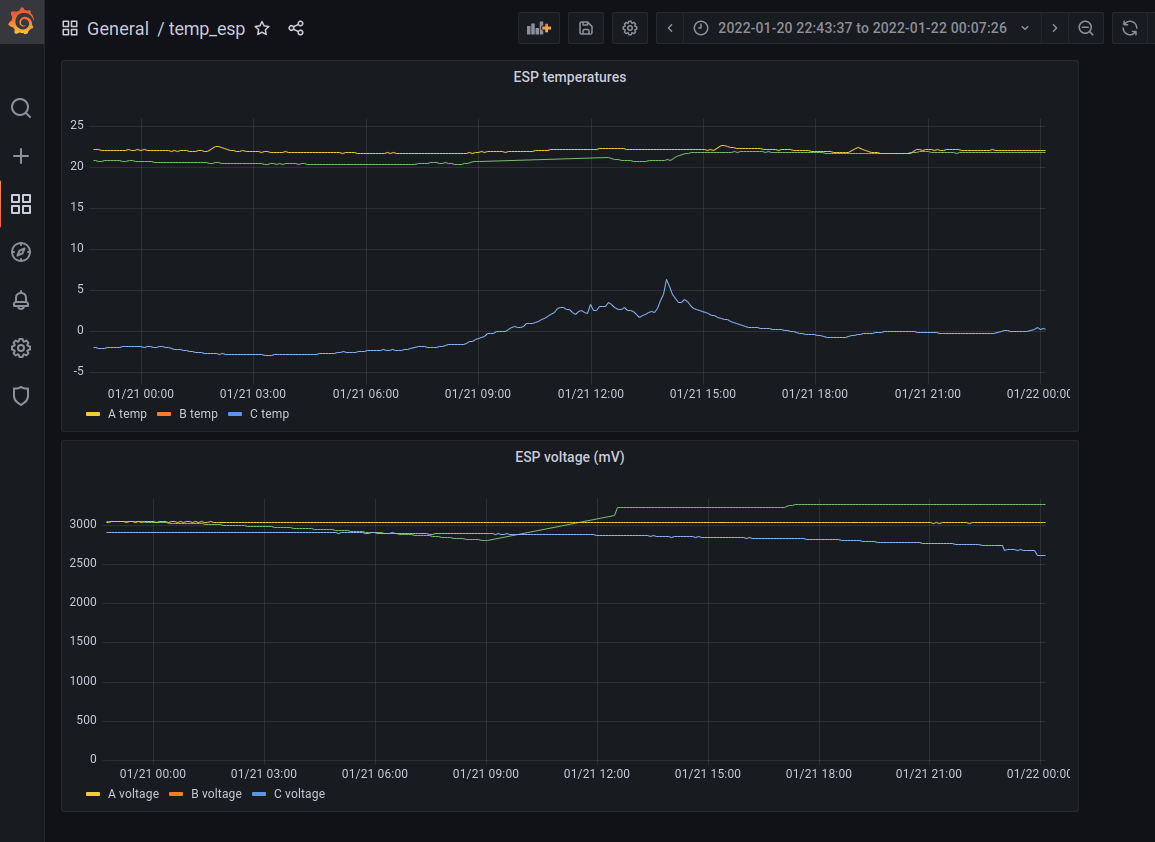 General / temp_esp
2022-01-20 22:43:37 to 2022-01-22 00:07:26
ESP temperatures
25
20
15
10
5
0
-5
01/21 00:00 01/21 03:00 01/21 06:00 01/21 09:00 01/21 12:00 01/21 15:00 01/21 18:00 01/21 21:00 01/22 00:00
A temp B temp C temp
ESP voltage (mV)
3000
2500
2000
1500
1000
500
0
01/21 00:00 01/21 03:00 01/21 06:00 01/21 09:00 01/21 12:00 01/21 15:00 01/21 18:00 01/21 21:00 01/22 00:00
A voltage B voltage C voltage